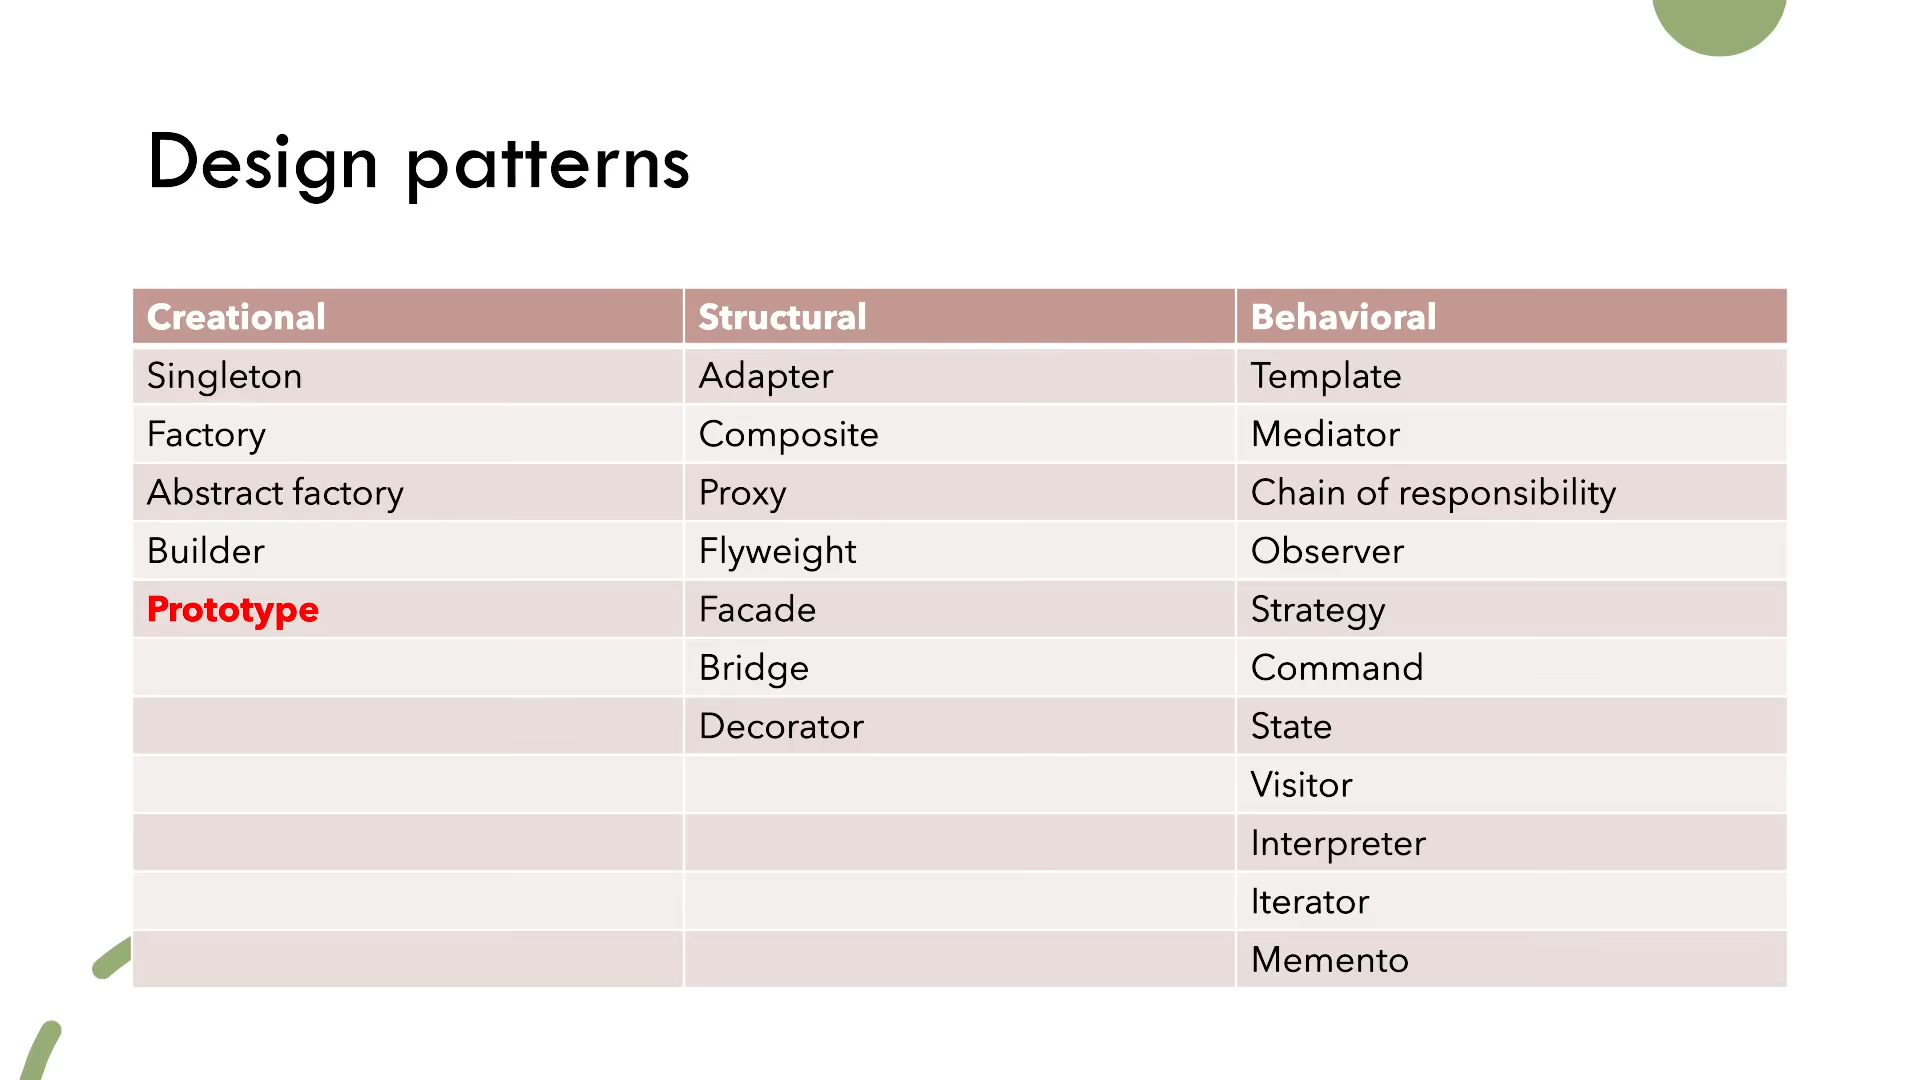 Design patterns
Creational Structural Behavioral
Singleton Adapter Template
Factory Composite Mediator
Abstract factory Proxy Chain of responsibility
Builder Flyweight Observer
Prototype Facade Strategy
Bridge Command
Decorator State
Visitor
Interpreter
Iterator
Memento